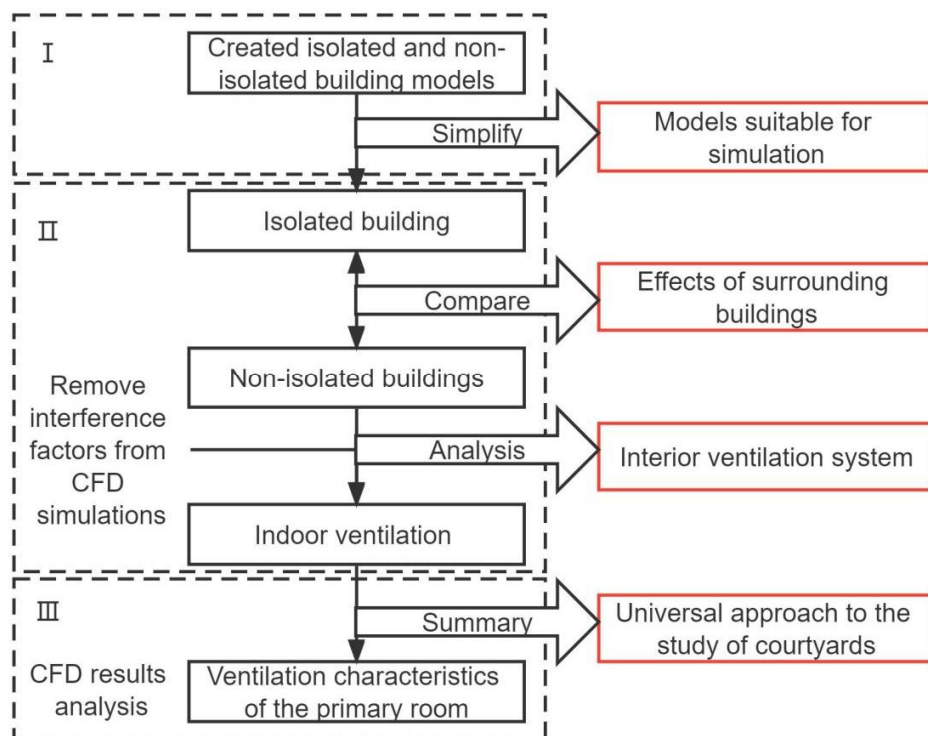 Ⅰ
Created isolated and non-
isolated building models
Simplify
Models suitable for
simulation
Ⅱ
Isolated building
Compare
Effects of surrounding
buildings
Non-isolated buildings
Remove
interference
factors from
CFD
simulations
Analysis
Interior ventilation system
Indoor ventilation
Ⅲ
Summary
Universal approach to the
study of courtyards
CFD results
analysis
Ventilation characteristics
of the primary room